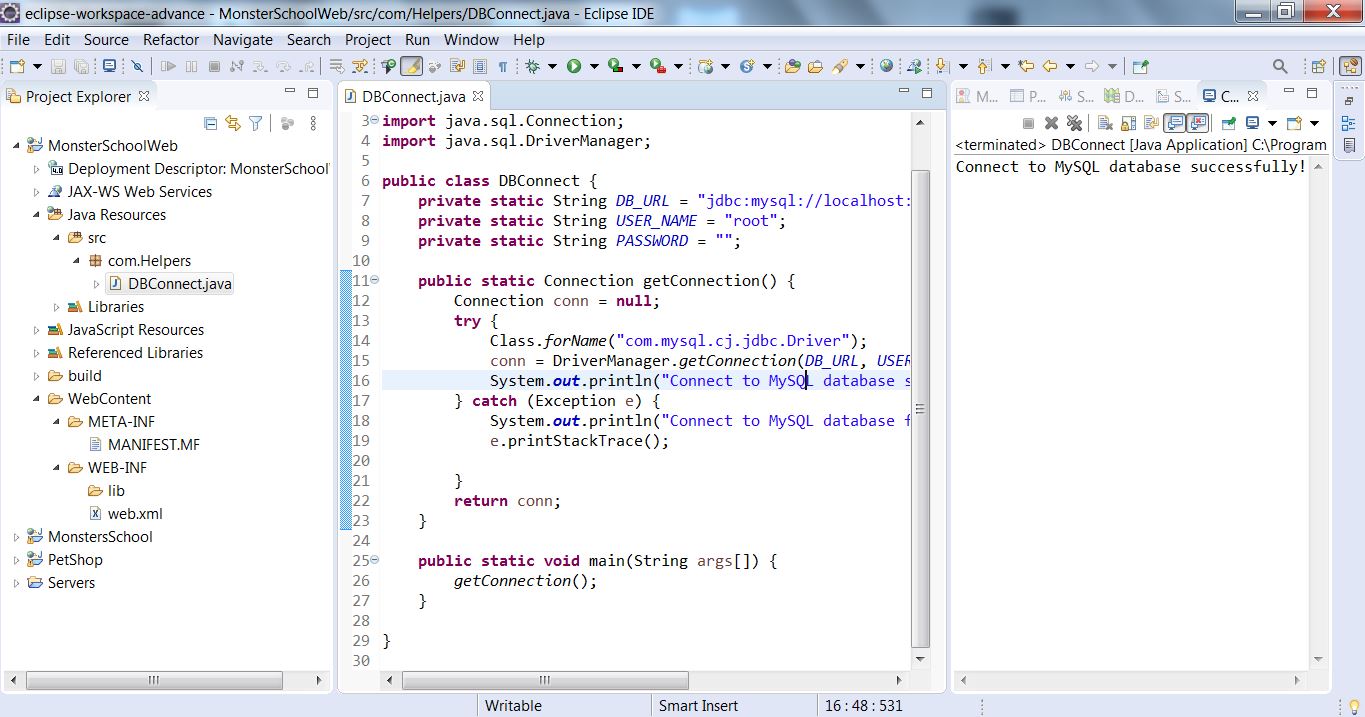 eclipse-workspace-advance - MonsterSchoolWeb/src/com/Helpers/DBConnect.java - Eclipse IDE
File Edit Source Refactor Navigate Search Project Run Window Help
Project Explorer
MonsterSchoolWeb
Deployment Descriptor: MonsterSchoolWeb
JAX-WS Web Services
Java Resources
src
com.Helpers
DBConnect.java
Libraries
JavaScript Resources
Referenced Libraries
build
WebContent
META-INF
MANIFEST.MF
WEB-INF
lib
web.xml
MonstersSchool
PetShop
Servers
DBConnect.java
3 import java.sql.Connection;
4 import java.sql.DriverManager;
5
6 public class DBConnect {
7 private static String DB_URL = "jdbc:mysql://localhost:
8 private static String USER_NAME = "root";
9 private static String PASSWORD = "";
10
11 public static Connection getConnection() {
12 Connection conn = null;
13 try {
14 Class.forName("com.mysql.cj.jdbc.Driver");
15 conn = DriverManager.getConnection(DB_URL, USER
16 System.out.println("Connect to MySQL database s
17 } catch (Exception e) {
18 System.out.println("Connect to MySQL database f
19 e.printStackTrace();
20
21 }
22 return conn;
23 }
24
25 public static void main(String args[]) {
26 getConnection();
27 }
28
29 }
30
M... P... S... D... S... C...
<terminated> DBConnect [Java Application] C:\Program
Connect to MySQL database successfully!
Writable Smart Insert 16 : 48 : 531